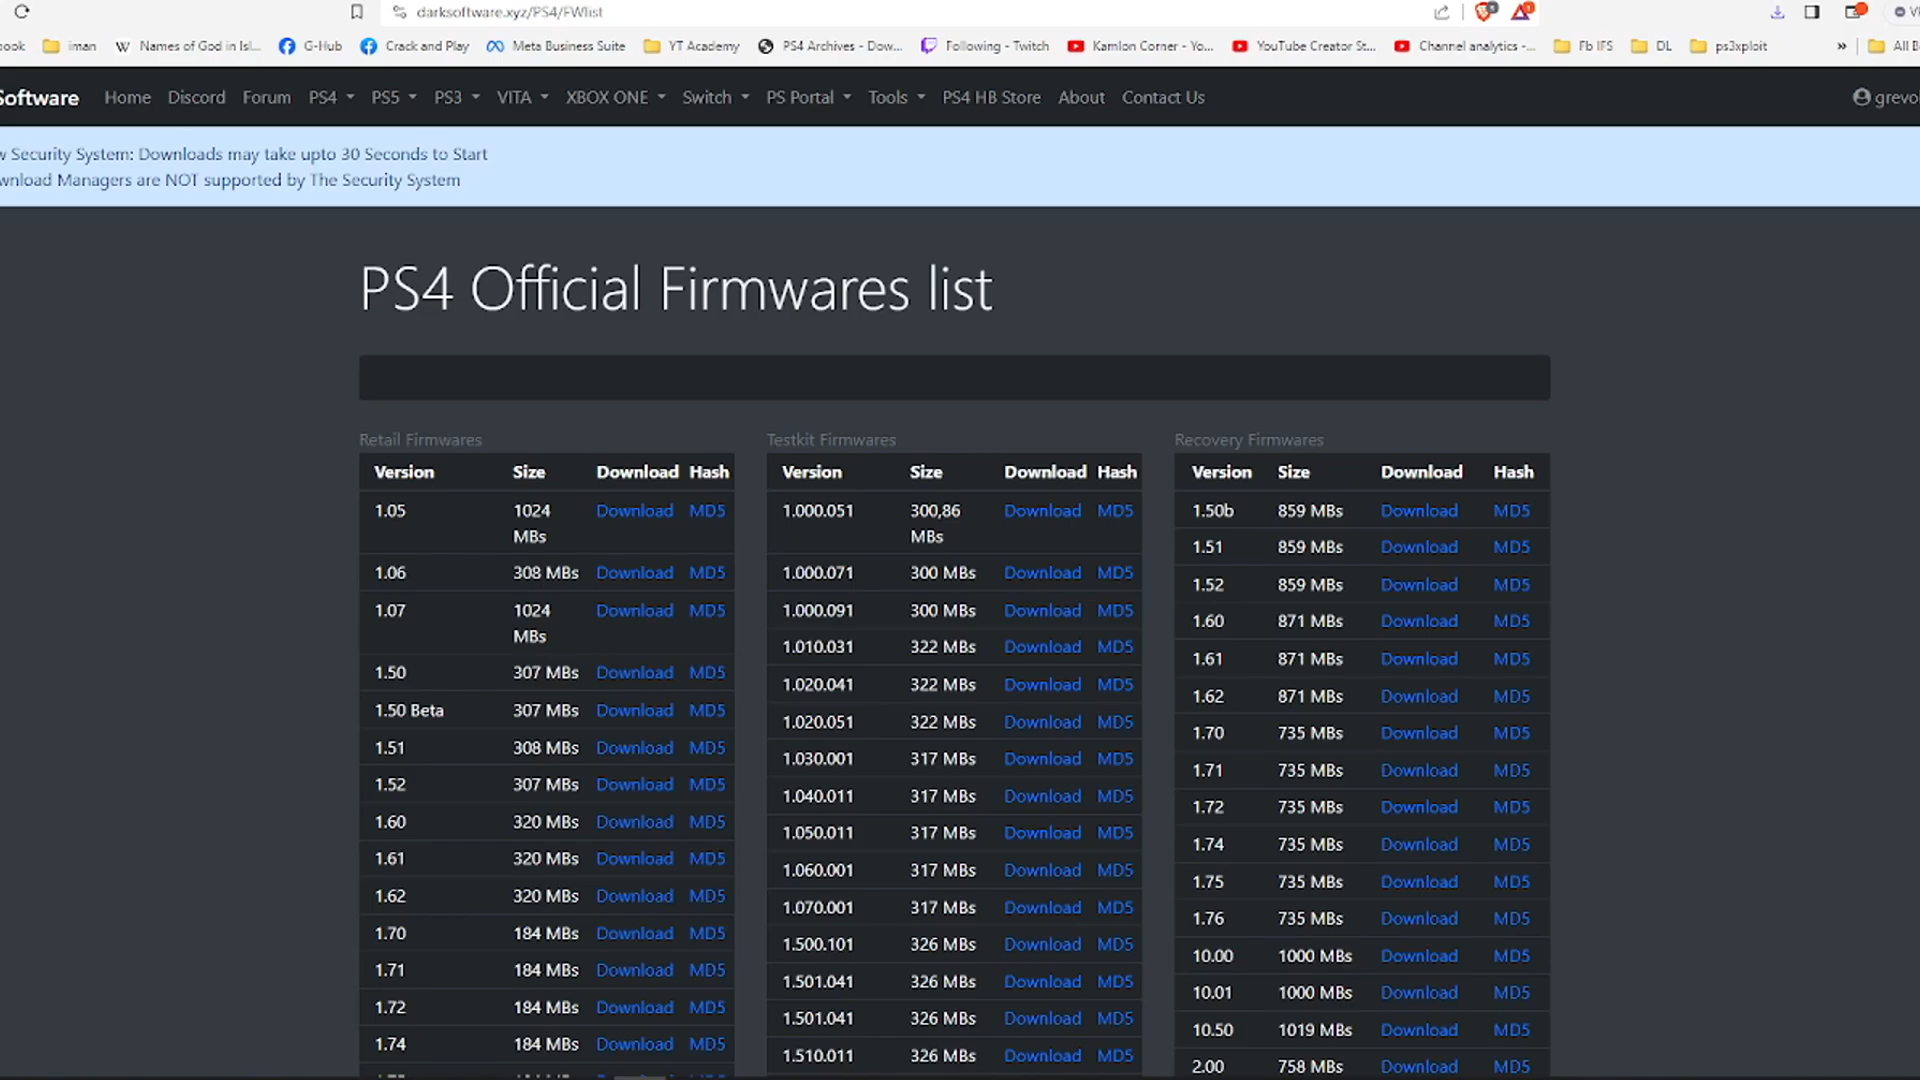 darksoftware.xyz/PS4/FWlist
book iman Names of God in Isl... G-Hub Crack and Play Meta Business Suite YT Academy PS4 Archives - Dow... Following - Twitch Kamlon Corner - Yo... YouTube Creator St... Channel analytics -... Fb IFS DL ps3xploit » All B
Software Home Discord Forum PS4 PS5 PS3 VITA XBOX ONE Switch PS Portal Tools PS4 HB Store About Contact Us grevol
w Security System: Downloads may take upto 30 Seconds to Start
wnload Managers are NOT supported by The Security System
PS4 Official Firmwares list
Retail Firmwares
Version Size Download Hash
1.05 1024 MBs Download MD5
1.06 308 MBs Download MD5
1.07 1024 MBs Download MD5
1.50 307 MBs Download MD5
1.50 Beta 307 MBs Download MD5
1.51 308 MBs Download MD5
1.52 307 MBs Download MD5
1.60 320 MBs Download MD5
1.61 320 MBs Download MD5
1.62 320 MBs Download MD5
1.70 184 MBs Download MD5
1.71 184 MBs Download MD5
1.72 184 MBs Download MD5
1.74 184 MBs Download MD5
Testkit Firmwares
Version Size Download Hash
1.000.051 300,86 MBs Download MD5
1.000.071 300 MBs Download MD5
1.000.091 300 MBs Download MD5
1.010.031 322 MBs Download MD5
1.020.041 322 MBs Download MD5
1.020.051 322 MBs Download MD5
1.030.001 317 MBs Download MD5
1.040.011 317 MBs Download MD5
1.050.011 317 MBs Download MD5
1.060.001 317 MBs Download MD5
1.070.001 317 MBs Download MD5
1.500.101 326 MBs Download MD5
1.501.041 326 MBs Download MD5
1.501.041 326 MBs Download MD5
1.510.011 326 MBs Download MD5
Recovery Firmwares
Version Size Download Hash
1.50b 859 MBs Download MD5
1.51 859 MBs Download MD5
1.52 859 MBs Download MD5
1.60 871 MBs Download MD5
1.61 871 MBs Download MD5
1.62 871 MBs Download MD5
1.70 735 MBs Download MD5
1.71 735 MBs Download MD5
1.72 735 MBs Download MD5
1.74 735 MBs Download MD5
1.75 735 MBs Download MD5
1.76 735 MBs Download MD5
10.00 1000 MBs Download MD5
10.01 1000 MBs Download MD5
10.50 1019 MBs Download MD5
2.00 758 MBs Download MD5